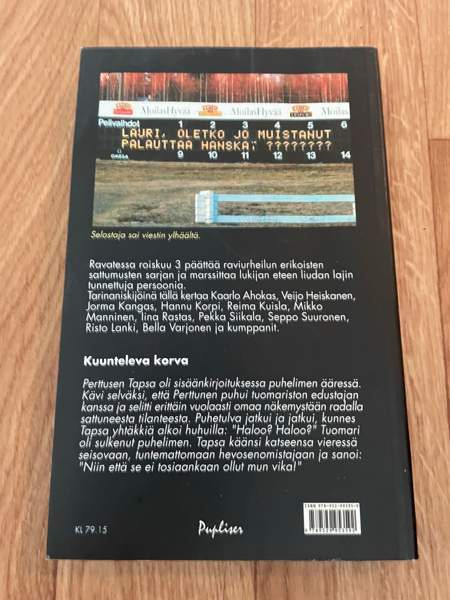 MoilasHyvää MoilasHyvää Moilas
Pelivaihdot 1 2 3 4 5 6
LAURI, OLETKO JO MUISTANUT
PALAUTTAA HANSKAT ????????
9 10 11 12 13 14
Selostaja sai viestin ylhäältä.
Ravatessa roiskuu 3 päättää raviurheilun erikoisten
sattumusten sarjan ja marssittaa lukijan eteen liudan lajin
tunnettuja persoonia.
Tarinaniskijöinä tällä kertaa Kaarlo Ahokas, Veijo Heiskanen,
Jorma Kangas, Hannu Korpi, Reima Kuisla, Mikko
Manninen, Iina Rastas, Pekka Siikala, Seppo Suuronen,
Risto Lanki, Bella Varjonen ja kumppanit.
Kuunteleva korva
Perttusen Tapsa oli sisäänkirjoituksessa puhelimen ääressä.
Kävi selväksi, että Perttunen puhui tuomariston edustajan
kanssa ja selitti erittäin vuolaasti omaa näkemystään radalla
sattuneesta tilanteesta. Puhetulva jatkui ja jatkui, kunnes
Tapsa yhtäkkiä alkoi huhuilla: "Haloo? Haloo?" Tuomari
oli sulkenut puhelimen. Tapsa käänsi katseensa vieressä
seisovaan, tuntemattomaan hevosenomistajaan ja sanoi:
"Niin että se ei tosiaankaan ollut mun vika!"
KL 79.15
Pupliser